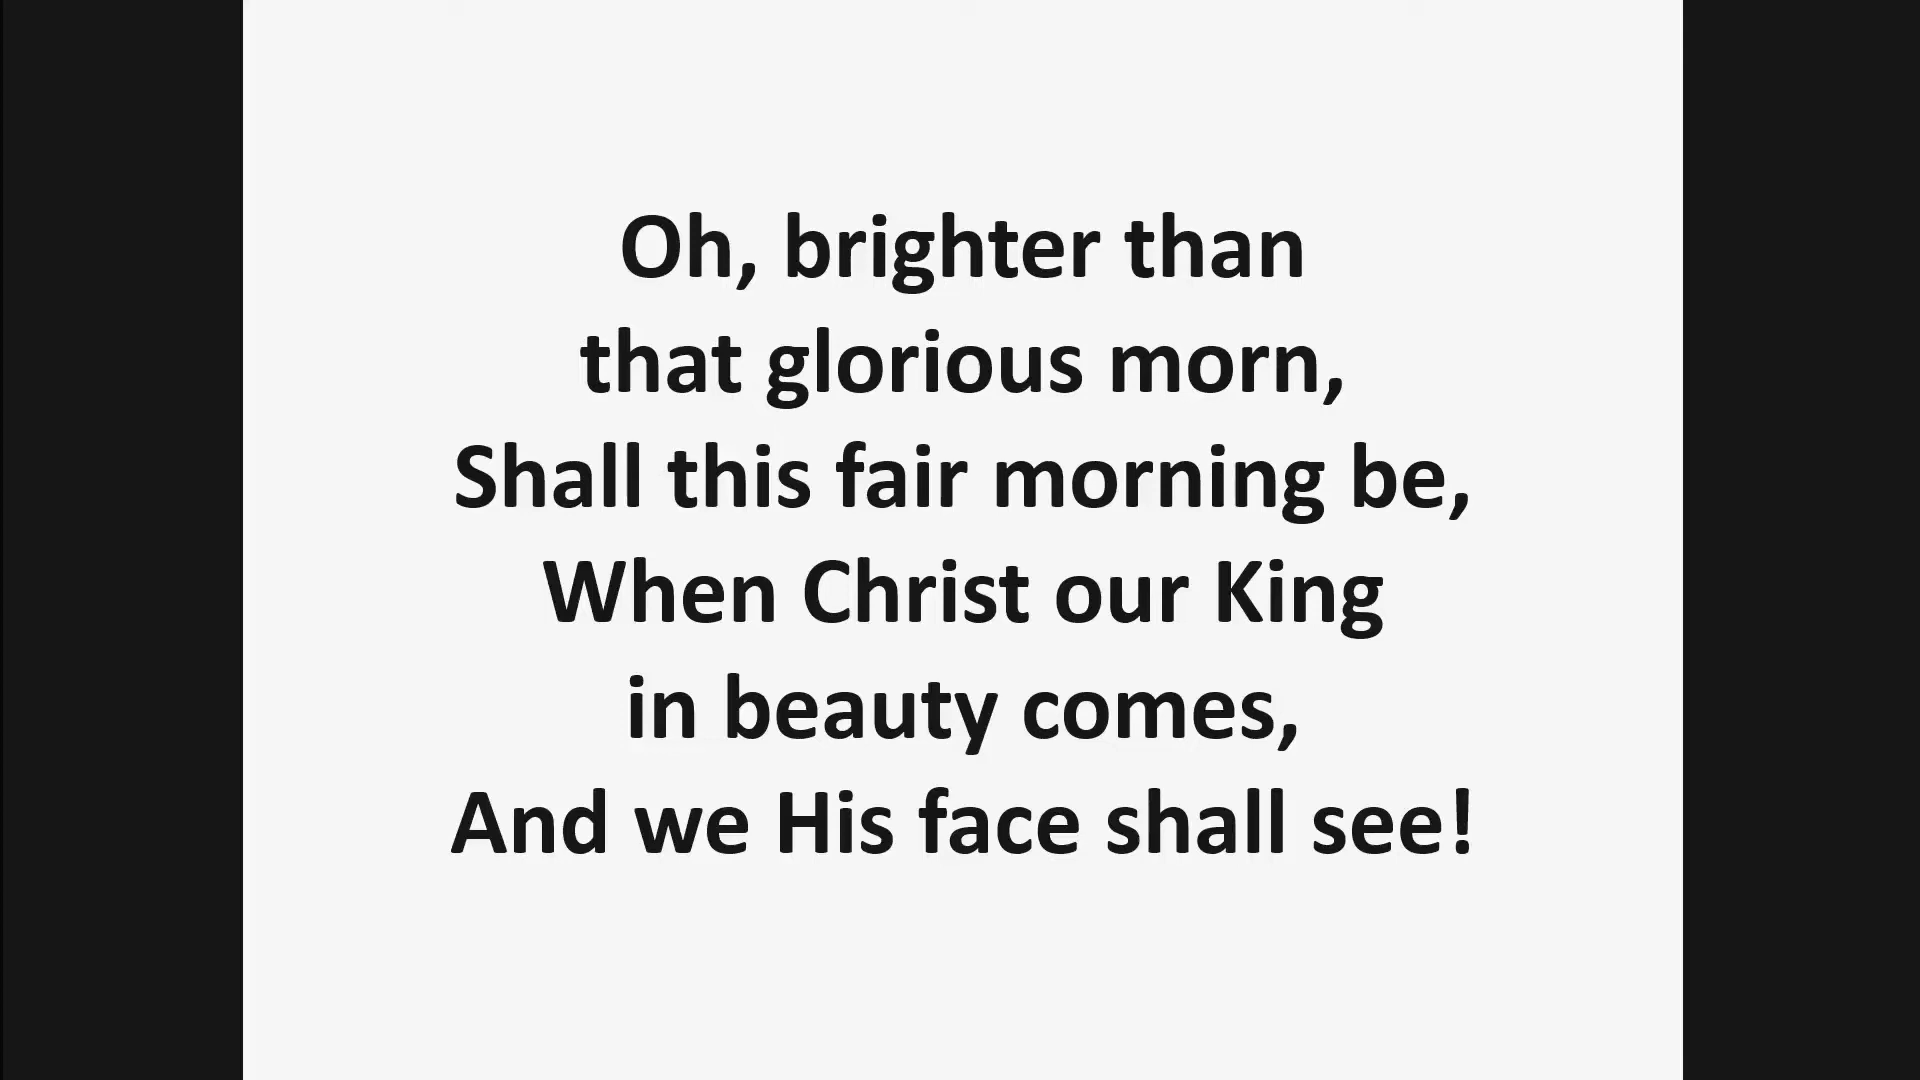 Oh, brighter than
that glorious morn,
Shall this fair morning be,
When Christ our King
in beauty comes,
And we His face shall see!